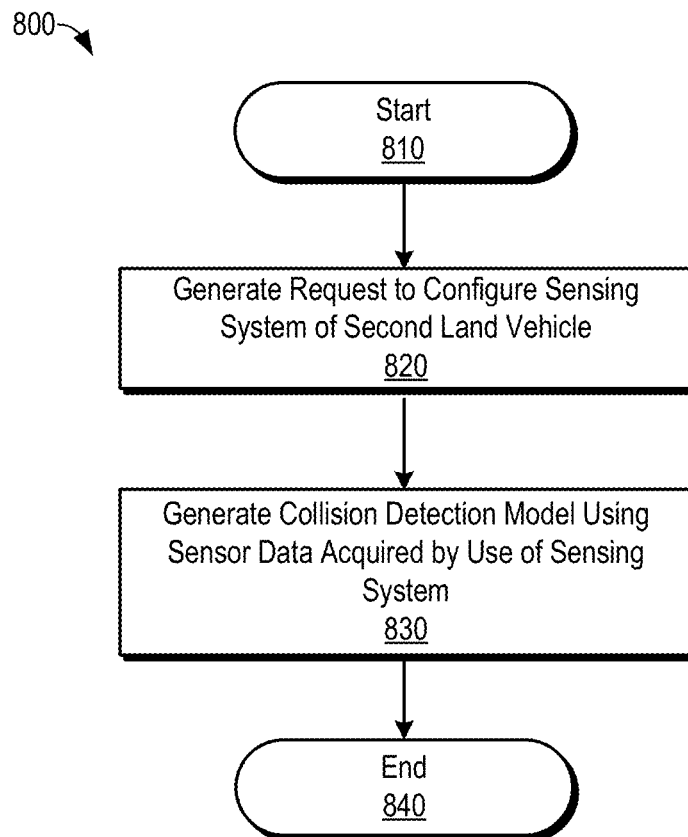 800
Start
810
Generate Request to Configure Sensing
System of Second Land Vehicle
820
Generate Collision Detection Model Using
Sensor Data Acquired by Use of Sensing
System
830
End
840